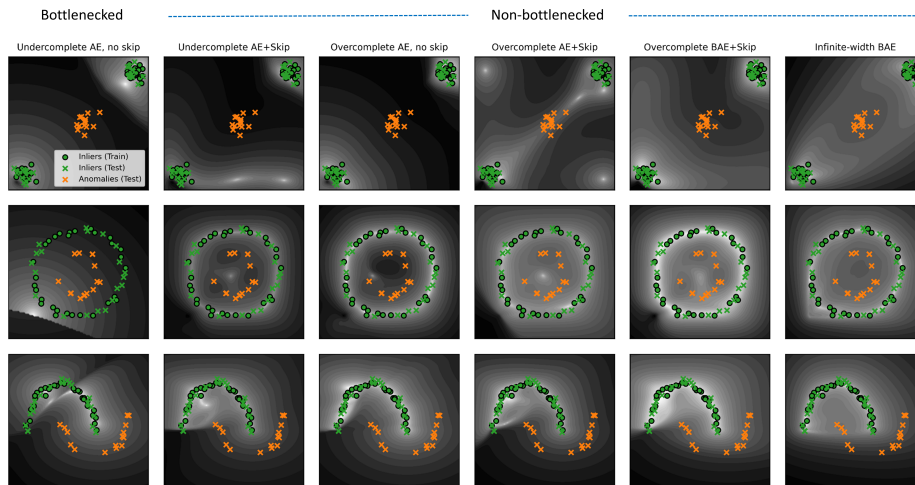 Bottlenecked
Non-bottlenecked
Undercomplete AE, no skip
Undercomplete AE+Skip
Overcomplete AE, no skip
Overcomplete AE+Skip
Overcomplete BAE+Skip
Infinite-width BAE
Inliers (Train)
Inliers (Test)
Anomalies (Test)